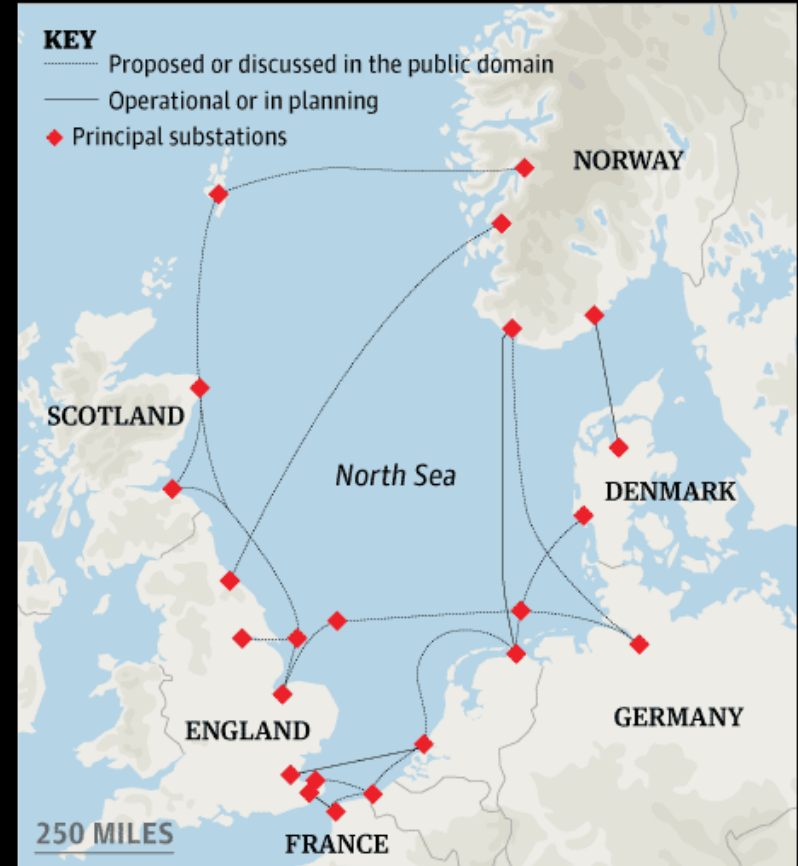 KEY
Proposed or discussed in the public domain
Operational or in planning
Principal substations
NORWAY
SCOTLAND
North Sea
DENMARK
ENGLAND
GERMANY
250 MILES
FRANCE